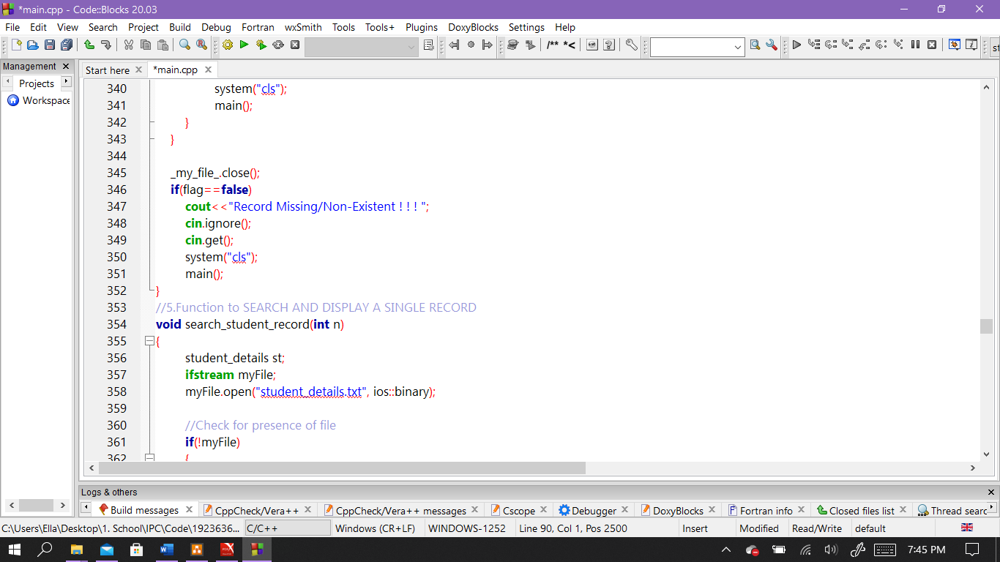 *main.cpp - Code::Blocks 20.03
File Edit View Search Project Build Debug Fortran wxSmith Tools Tools+ Plugins DoxyBlocks Settings Help
/** *<
Management
Start here *main.cpp
Projects
Workspace
340 system("cls");
341 main();
342 }
343 }
344
345 _my_file_.close();
346 if(flag==false)
347 cout<<"Record Missing/Non-Existent ! ! ! ";
348 cin.ignore();
349 cin.get();
350 system("cls");
351 main();
352 }
353 //5.Function to SEARCH AND DISPLAY A SINGLE RECORD
354 void search_student_record(int n)
355 {
356 student_details st;
357 ifstream myFile;
358 myFile.open("student_details.txt", ios::binary);
359
360 //Check for presence of file
361 if(!myFile)
362 {
Logs & others
Build messages CppCheck/Vera++ CppCheck/Vera++ messages Cscope Debugger DoxyBlocks Fortran info Closed files list Thread searc
C:\Users\Ella\Desktop\1. School\IPC\Code\1923636... C/C++ Windows (CR+LF) WINDOWS-1252 Line 90, Col 1, Pos 2500 Insert Modified Read/Write default
7:45 PM